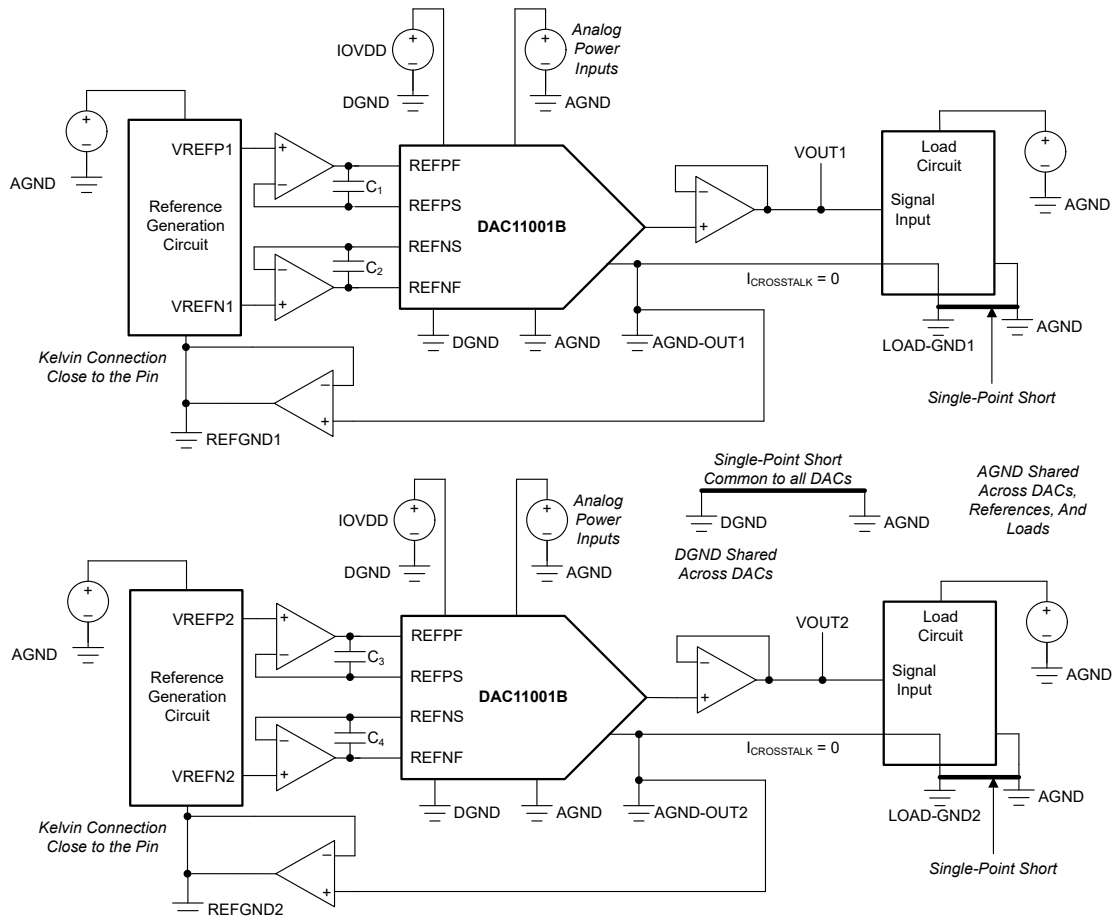 IOVDD
DGND
Analog
Power
Inputs
AGND
AGND
VREFP1
Reference
Generation
Circuit
VREFN1
C1
C2
REFPF
REFPS
REFNS
REFNF
DAC11001B
DGND
AGND
AGND-OUT1
VOUT1
ICROSSTALK = 0
Load
Circuit
Signal
Input
AGND
AGND
LOAD-GND1
Single-Point Short
Kelvin Connection
Close to the Pin
REFGND1
+
−
+
−
+
−
+
−
+
−
+
−
+
−
+
−
Single-Point Short
Common to all DACs
DGND
AGND
DGND Shared
Across DACs
AGND Shared
Across DACs,
References, And
Loads
IOVDD
DGND
Analog
Power
Inputs
AGND
AGND
VREFP2
Reference
Generation
Circuit
VREFN2
C3
C4
REFPF
REFPS
REFNS
REFNF
DAC11001B
DGND
AGND
AGND-OUT2
VOUT2
ICROSSTALK = 0
Load
Circuit
Signal
Input
AGND
AGND
LOAD-GND2
Single-Point Short
Kelvin Connection
Close to the Pin
REFGND2
+
−
+
−
+
−
+
−
+
−
+
−
+
−
+
−